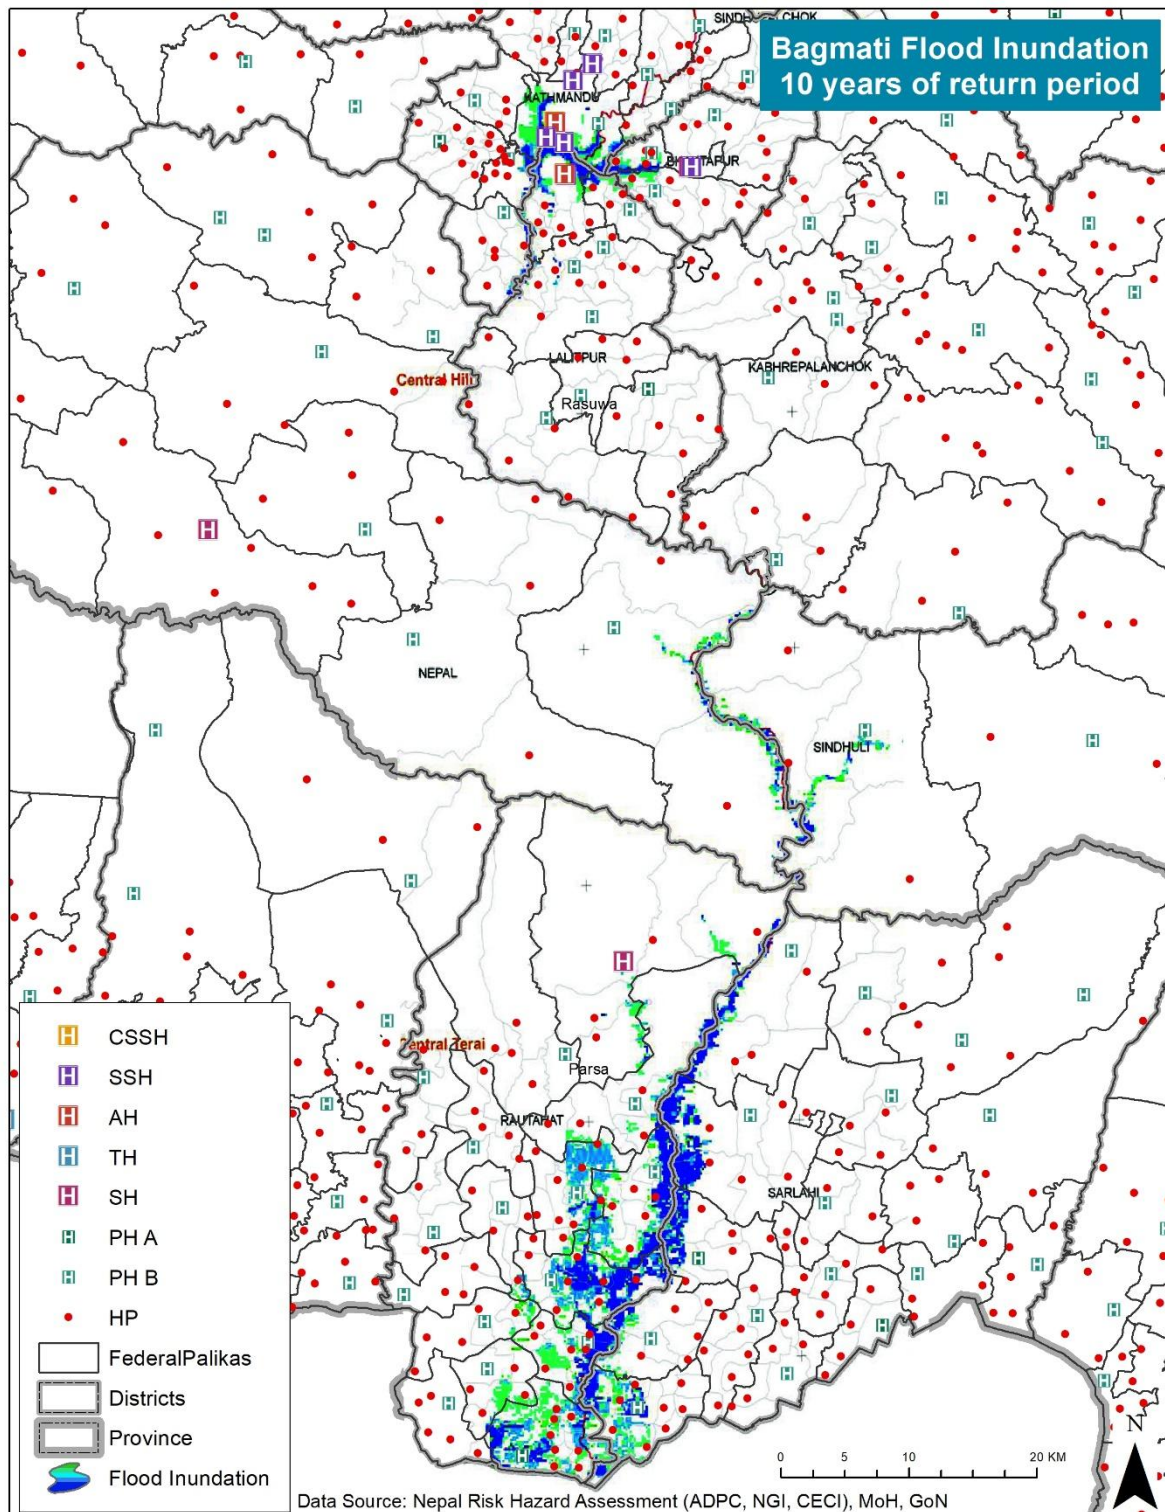 SINDHUPALCHOK
Bagmati Flood Inundation
10 years of return period
KATHMANDU
BHAKTAPUR
LALITPUR
KABHREPALANCHOK
Central Hill
Rasuwa
NEPAL
SINDHULI
Central Terai
Parsa
RAUTAHAT
SARLAHI
H CSSH
H SSH
H AH
H TH
H SH
H PH A
H PH B
HP
FederalPalikas
Districts
Province
Flood Inundation
N
0 5 10 20 KM
Data Source: Nepal Risk Hazard Assessment (ADPC, NGI, CECI), MoH, GoN